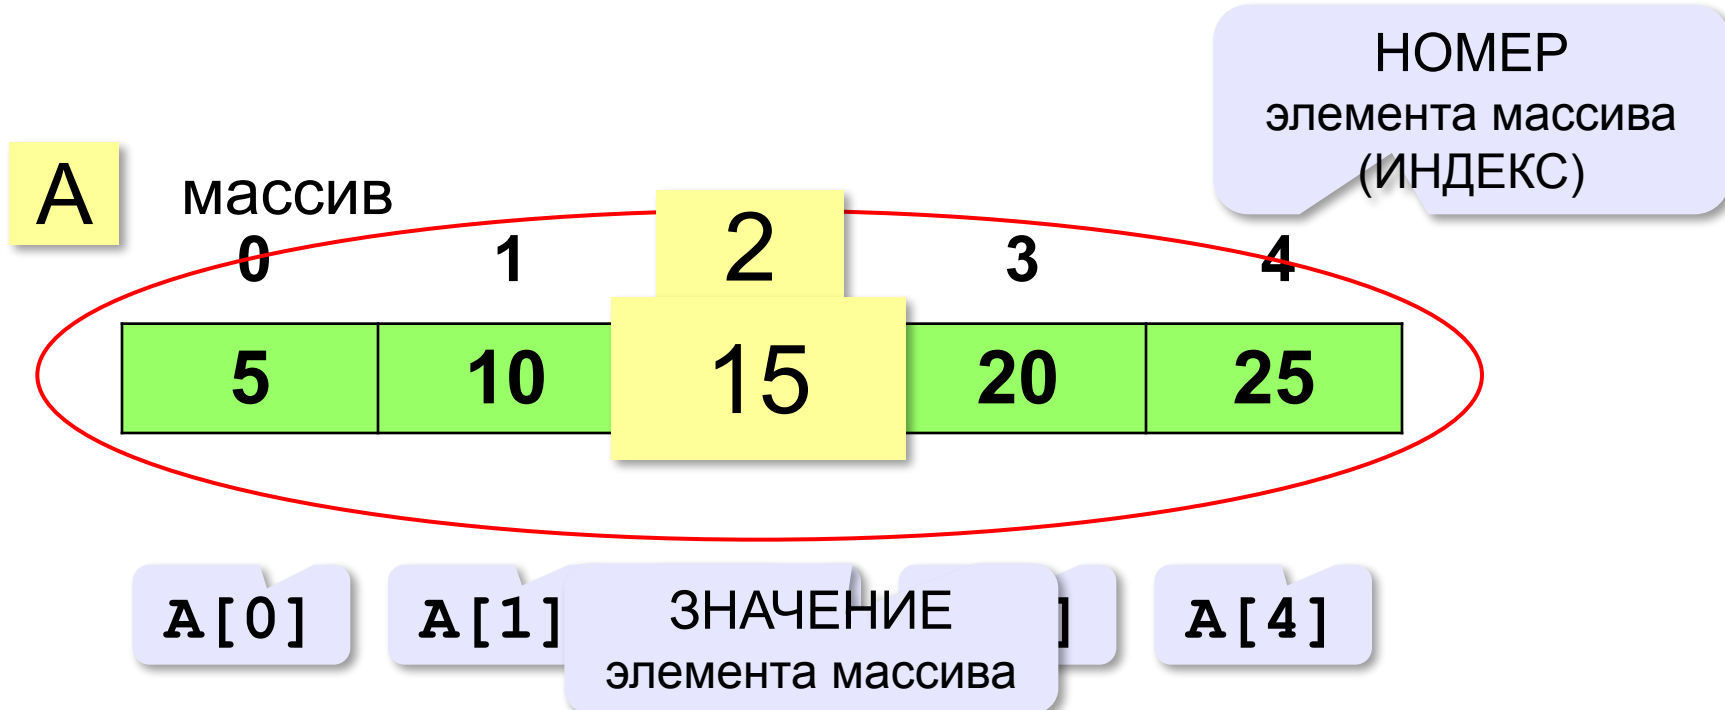 НОМЕР
элемента массива
(ИНДЕКС)
A массив
0 1 2 3 4
5 10 15 20 25
A[0] A[1] ] A[4]
ЗНАЧЕНИЕ
элемента массива